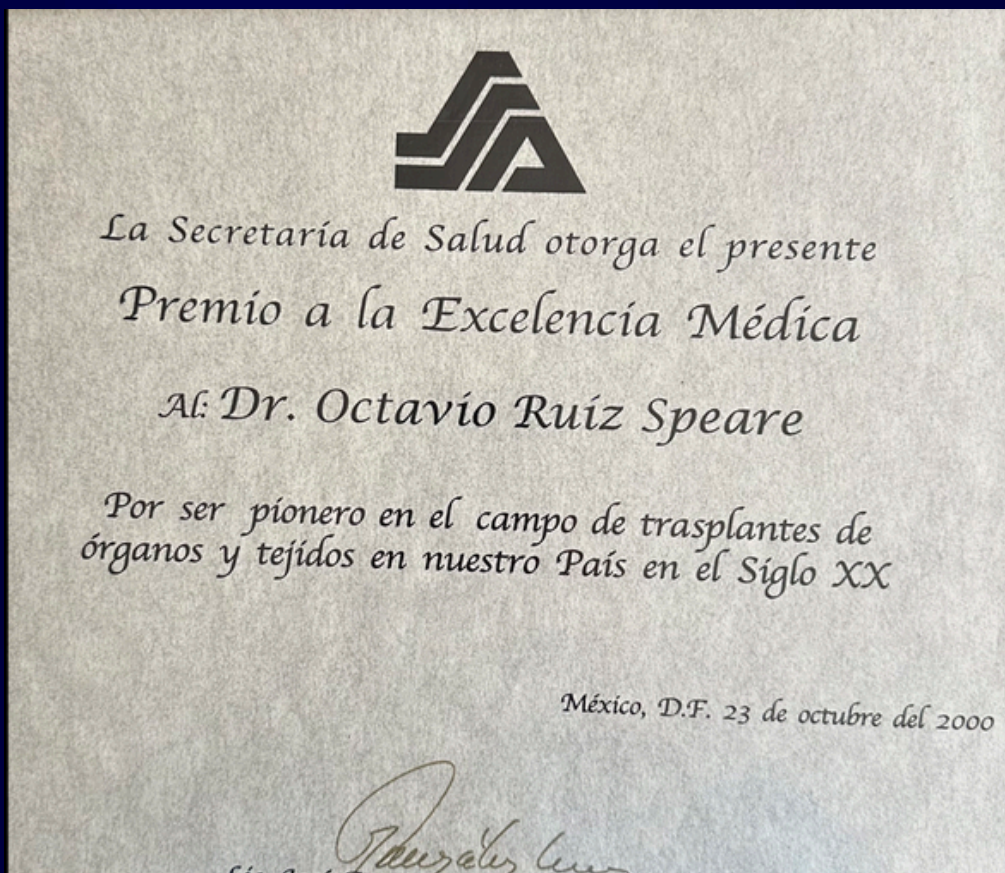 SSA
La Secretaría de Salud otorga el presente
Premio a la Excelencia Médica
Al: Dr. Octavio Ruíz Speare
Por ser pionero en el campo de trasplantes de
órganos y tejidos en nuestro País en el Siglo XX
México, D.F. 23 de octubre del 2000